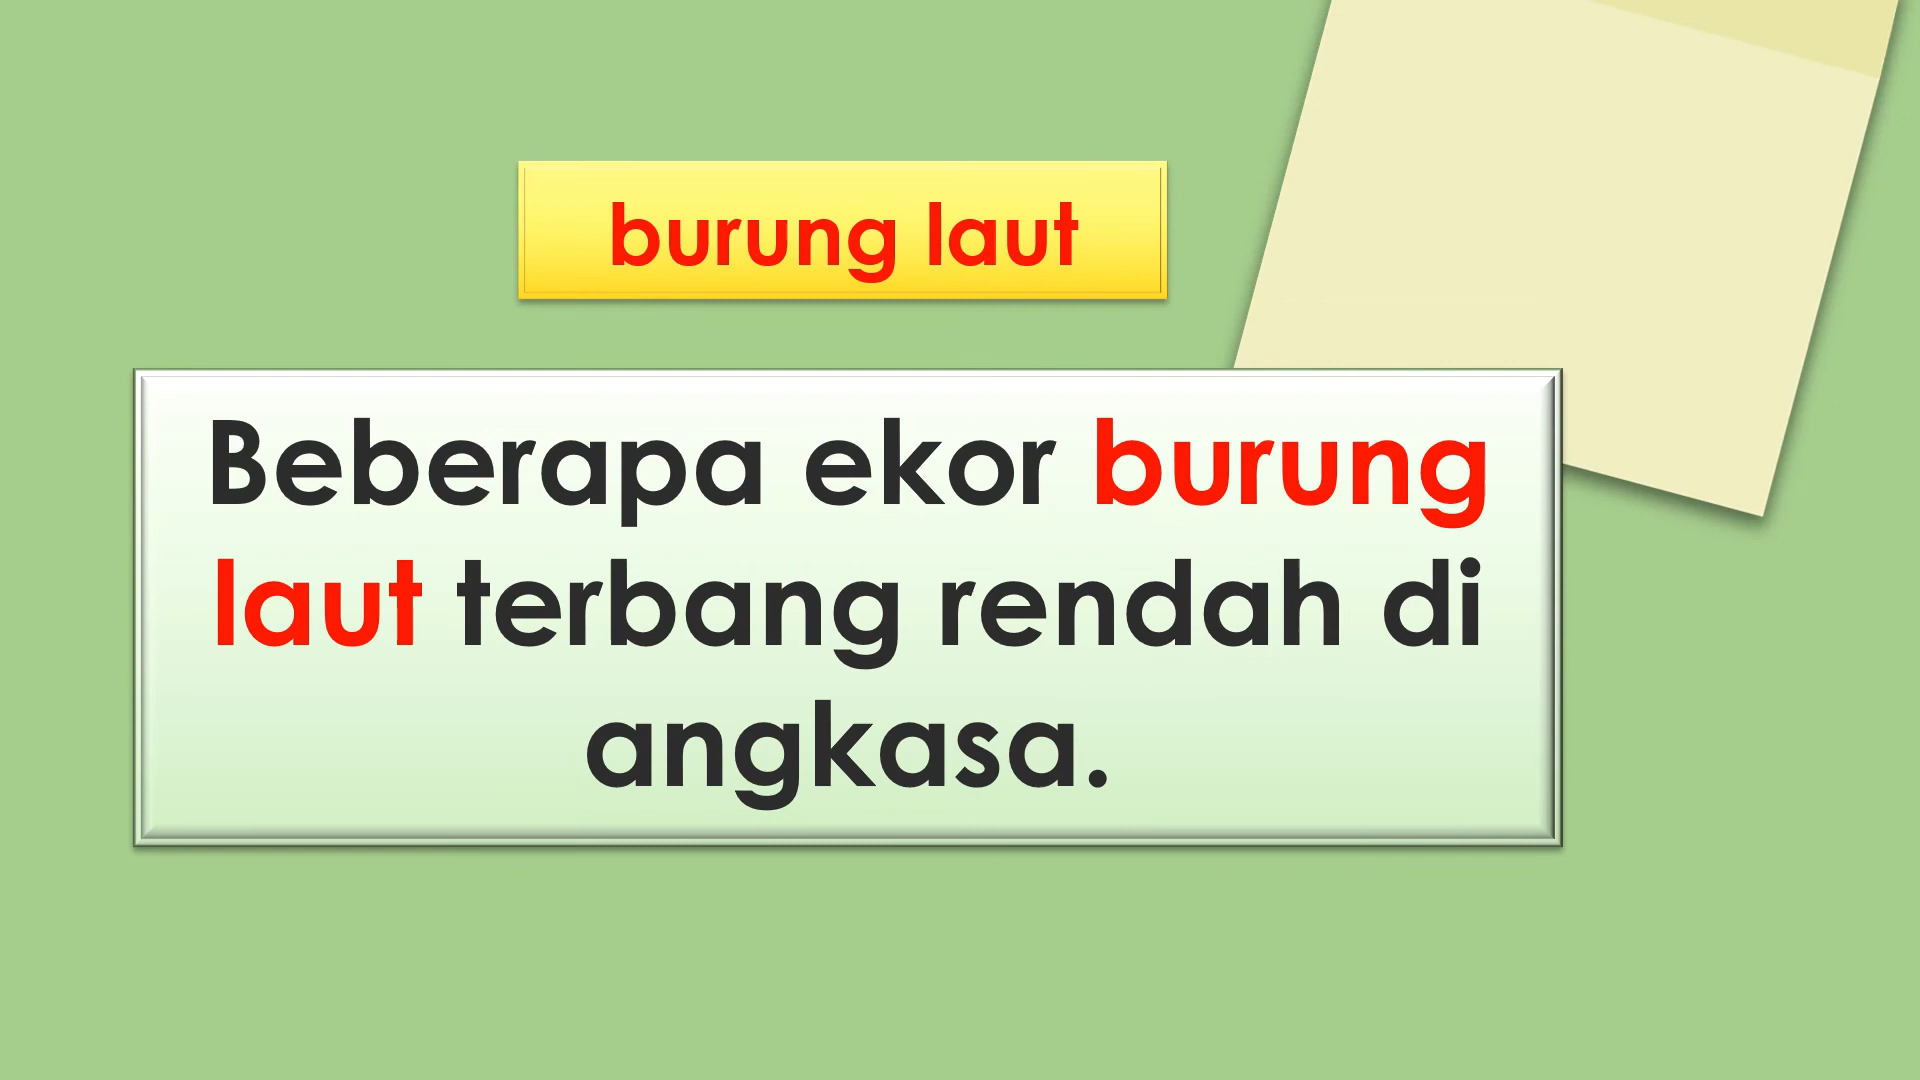 burung laut
Beberapa ekor burung
laut terbang rendah di
angkasa.